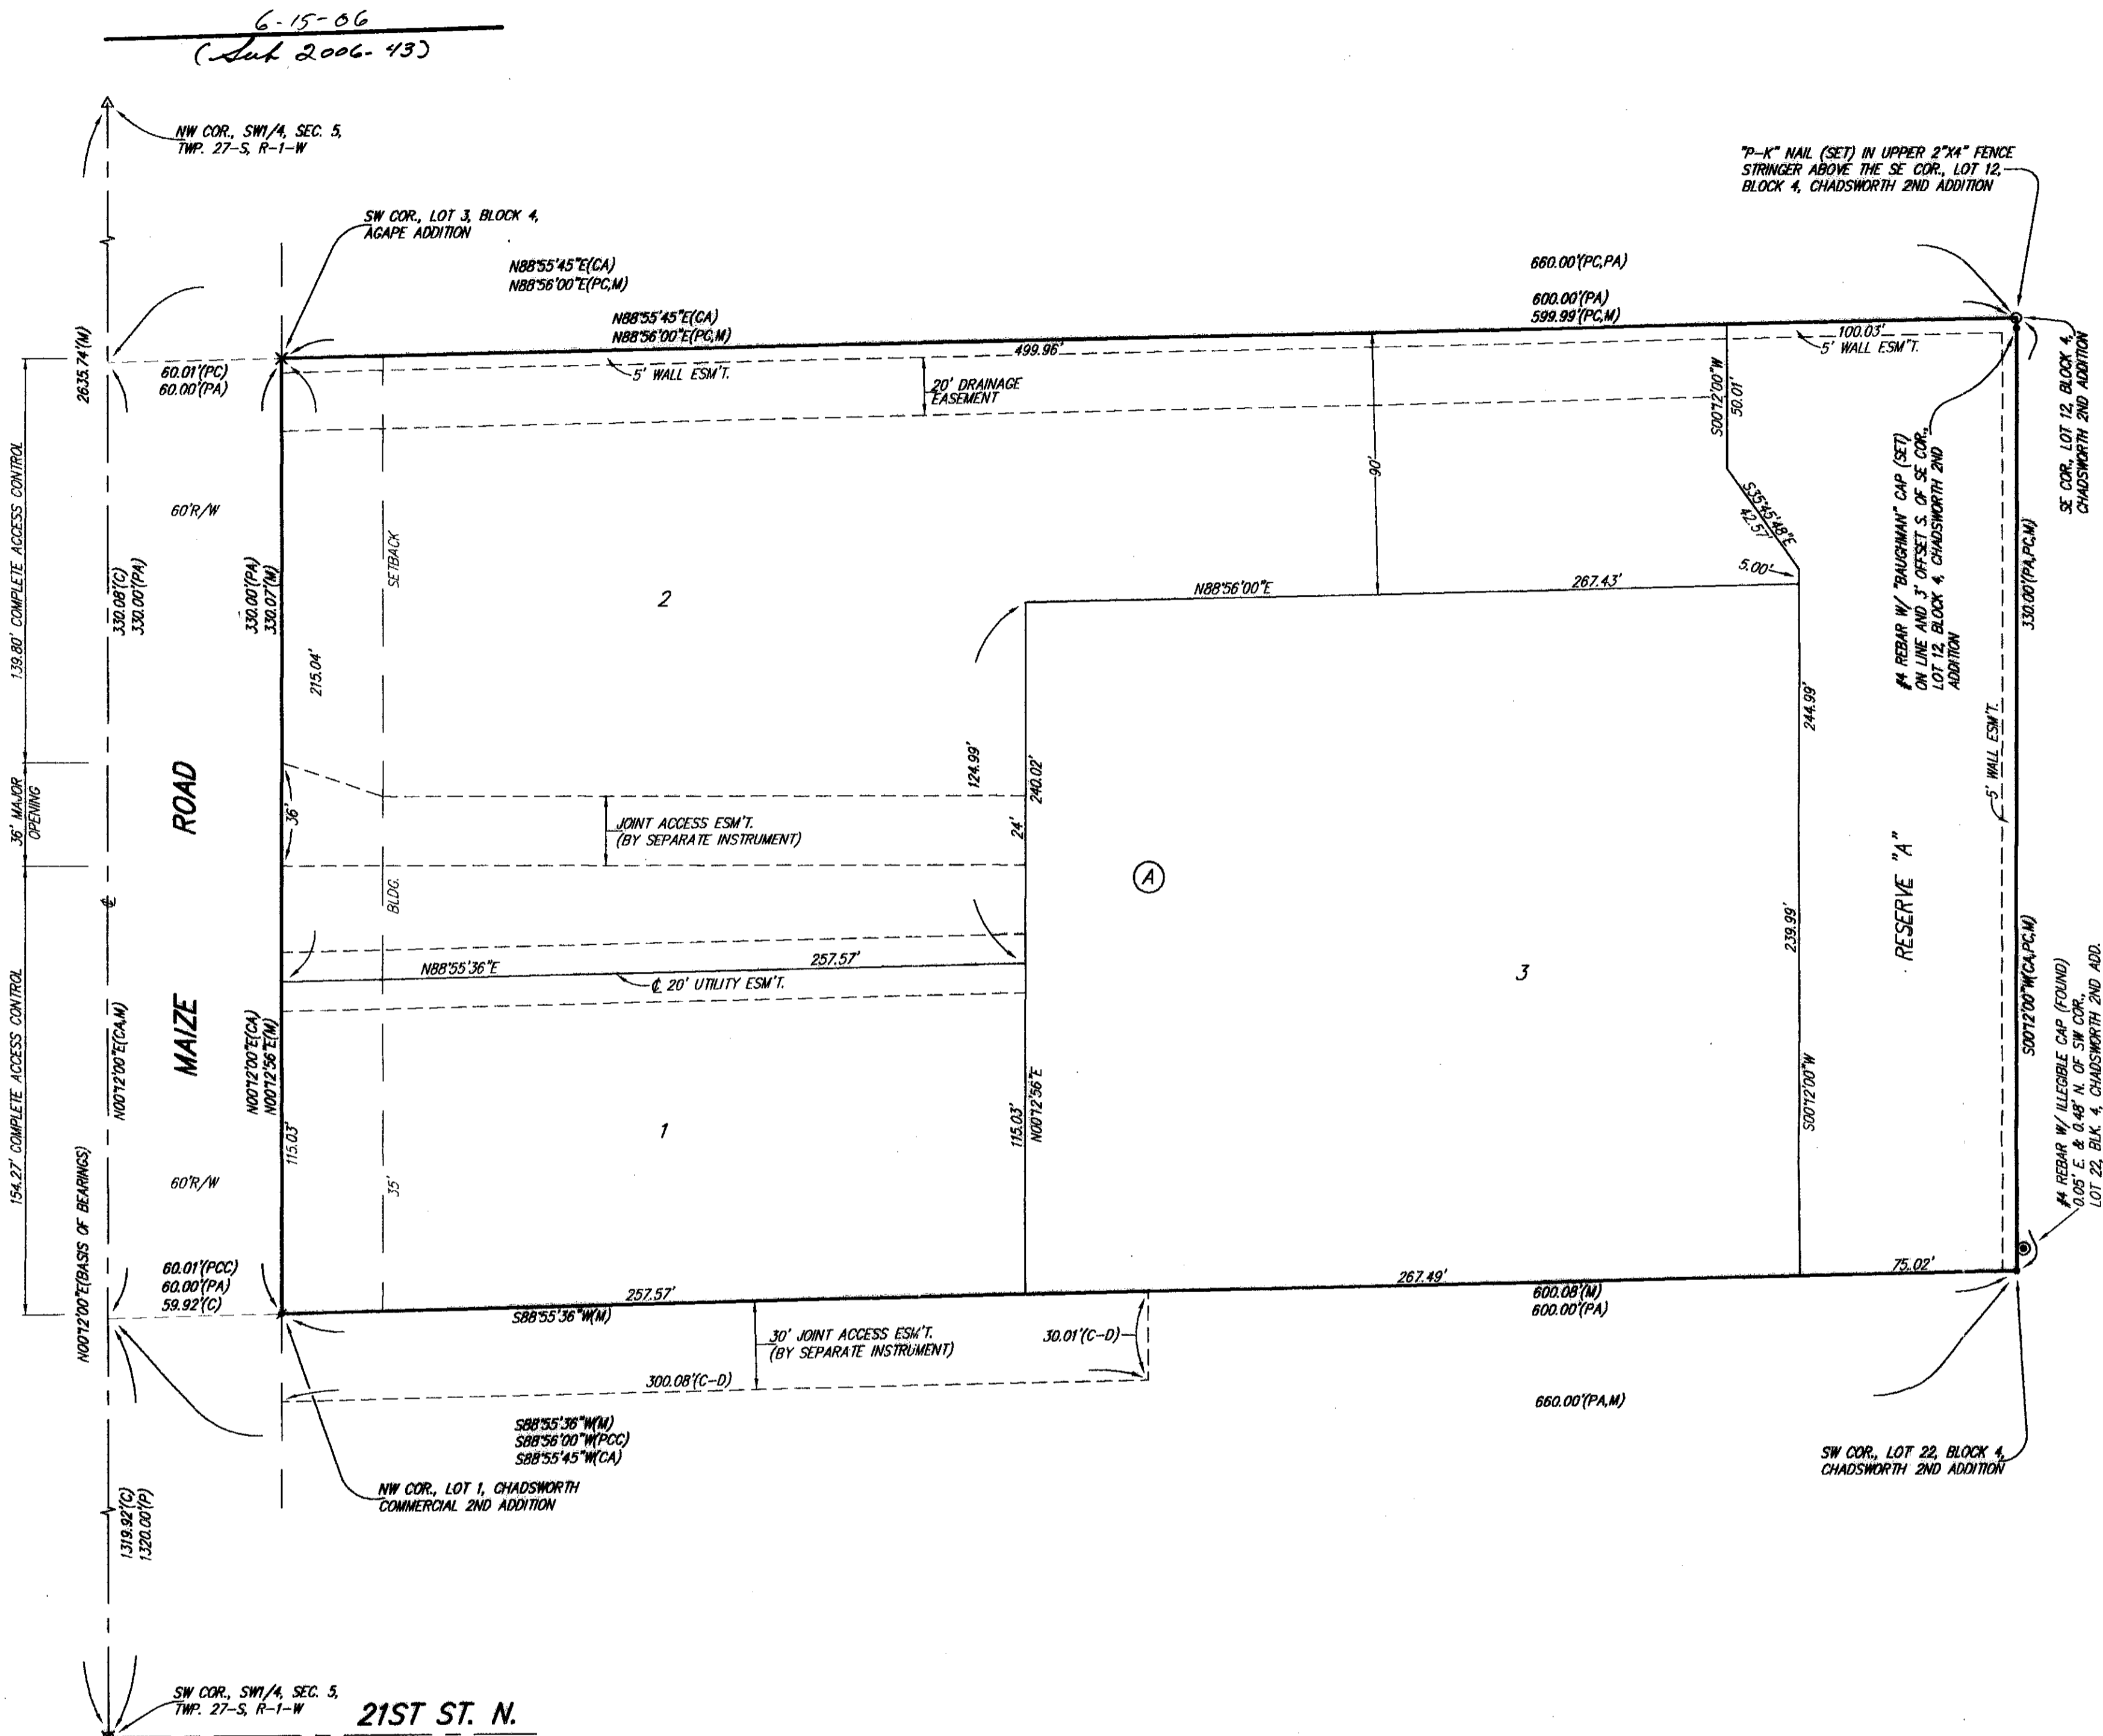 6-15-06
(Sub 2006-43)
NW COR., SW1/4, SEC. 5,
TWP. 27-S, R-1-W
"P-K" NAIL (SET) IN UPPER 2"X4" FENCE
STRINGER ABOVE THE SE COR., LOT 12,
BLOCK 4, CHADSWORTH 2ND ADDITION
SW COR., LOT 3, BLOCK 4,
AGAPE ADDITION
N88°55'45"E(CA)
N88°56'00"E(PC,M)
660.00'(PC,PA)
N88°55'45"E(CA)
N88°56'00"E(PC,M)
600.00'(PA)
599.99'(PC,M)
499.96'
100.03'
5' WALL ESM'T.
5' WALL ESM'T.
20' DRAINAGE
EASEMENT
2635.74'(M)
60.01'(PC)
60.00'(PA)
S00°12'00"W
50.01'
SE COR., LOT 12, BLOCK 4,
CHADSWORTH 2ND ADDITION
#4 REBAR W/ "BAUGHMAN" CAP (SET)
ON LINE AND 3' OFFSET S. OF SE COR.,
LOT 12, BLOCK 4, CHADSWORTH 2ND
ADDITION
90'
139.80' COMPLETE ACCESS CONTROL
60'R/W
SETBACK
S35°45'48"E
42.57'
5.00'
330.08'(C)
330.00'(PA)
330.00'(PA)
330.07'(M)
2
N88°56'00"E
267.43'
330.00'(PA,PC,M)
215.04'
244.99'
5' WALL ESM'T.
36' MAJOR
OPENING
ROAD
36'
JOINT ACCESS ESM'T.
(BY SEPARATE INSTRUMENT)
124.99'
24'
240.02'
A
RESERVE "A"
BLDG.
239.99'
N88°55'36"E
257.57'
℄ 20' UTILITY ESM'T.
3
154.27' COMPLETE ACCESS CONTROL
N00°12'00"E(CA,M)
MAIZE
N00°12'00"E(CA)
N00°12'56"E(M)
115.03'
1
35'
115.03'
N00°12'56"E
S00°12'00"W
S00°12'00"W(CA,PC,M)
#4 REBAR W/ ILLEGIBLE CAP (FOUND)
0.05' E. & 0.48' N. OF SW COR.,
LOT 22, BLK. 4, CHADSWORTH 2ND ADD.
N00°12'00"E(BASIS OF BEARINGS)
60'R/W
60.01'(PCC)
60.00'(PA)
59.92'(C)
257.57'
S88°55'36"W(M)
267.49'
75.02'
600.08'(M)
600.00'(PA)
30' JOINT ACCESS ESM'T.
(BY SEPARATE INSTRUMENT)
30.01'(C-D)
300.08'(C-D)
660.00'(PA,M)
S88°55'36"W(M)
S88°56'00"W(PCC)
S88°55'45"W(CA)
SW COR., LOT 22, BLOCK 4,
CHADSWORTH 2ND ADDITION
NW COR., LOT 1, CHADSWORTH
COMMERCIAL 2ND ADDITION
1319.92'(C)
1320.00'(P)
SW COR., SW1/4, SEC. 5,
TWP. 27-S, R-1-W
21ST ST. N.